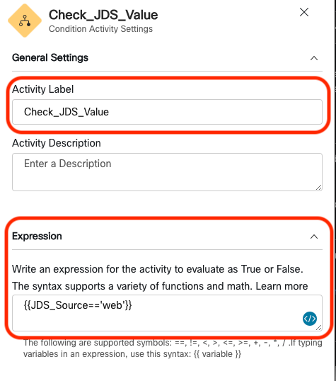 Check_JDS_Value
Condition Activity Settings
General Settings
Activity Label
Check_JDS_Value
Activity Description
Enter a Description
Expression
Write an expression for the activity to evaluate as True or False.
The syntax supports a variety of functions and math. Learn more
{{JDS_Source=='web'}}
The following are supported symbols: ==, !=, <, >, <=, >=, +, -, *, / .If typing
variables in an expression, use this syntax: {{ variable }}